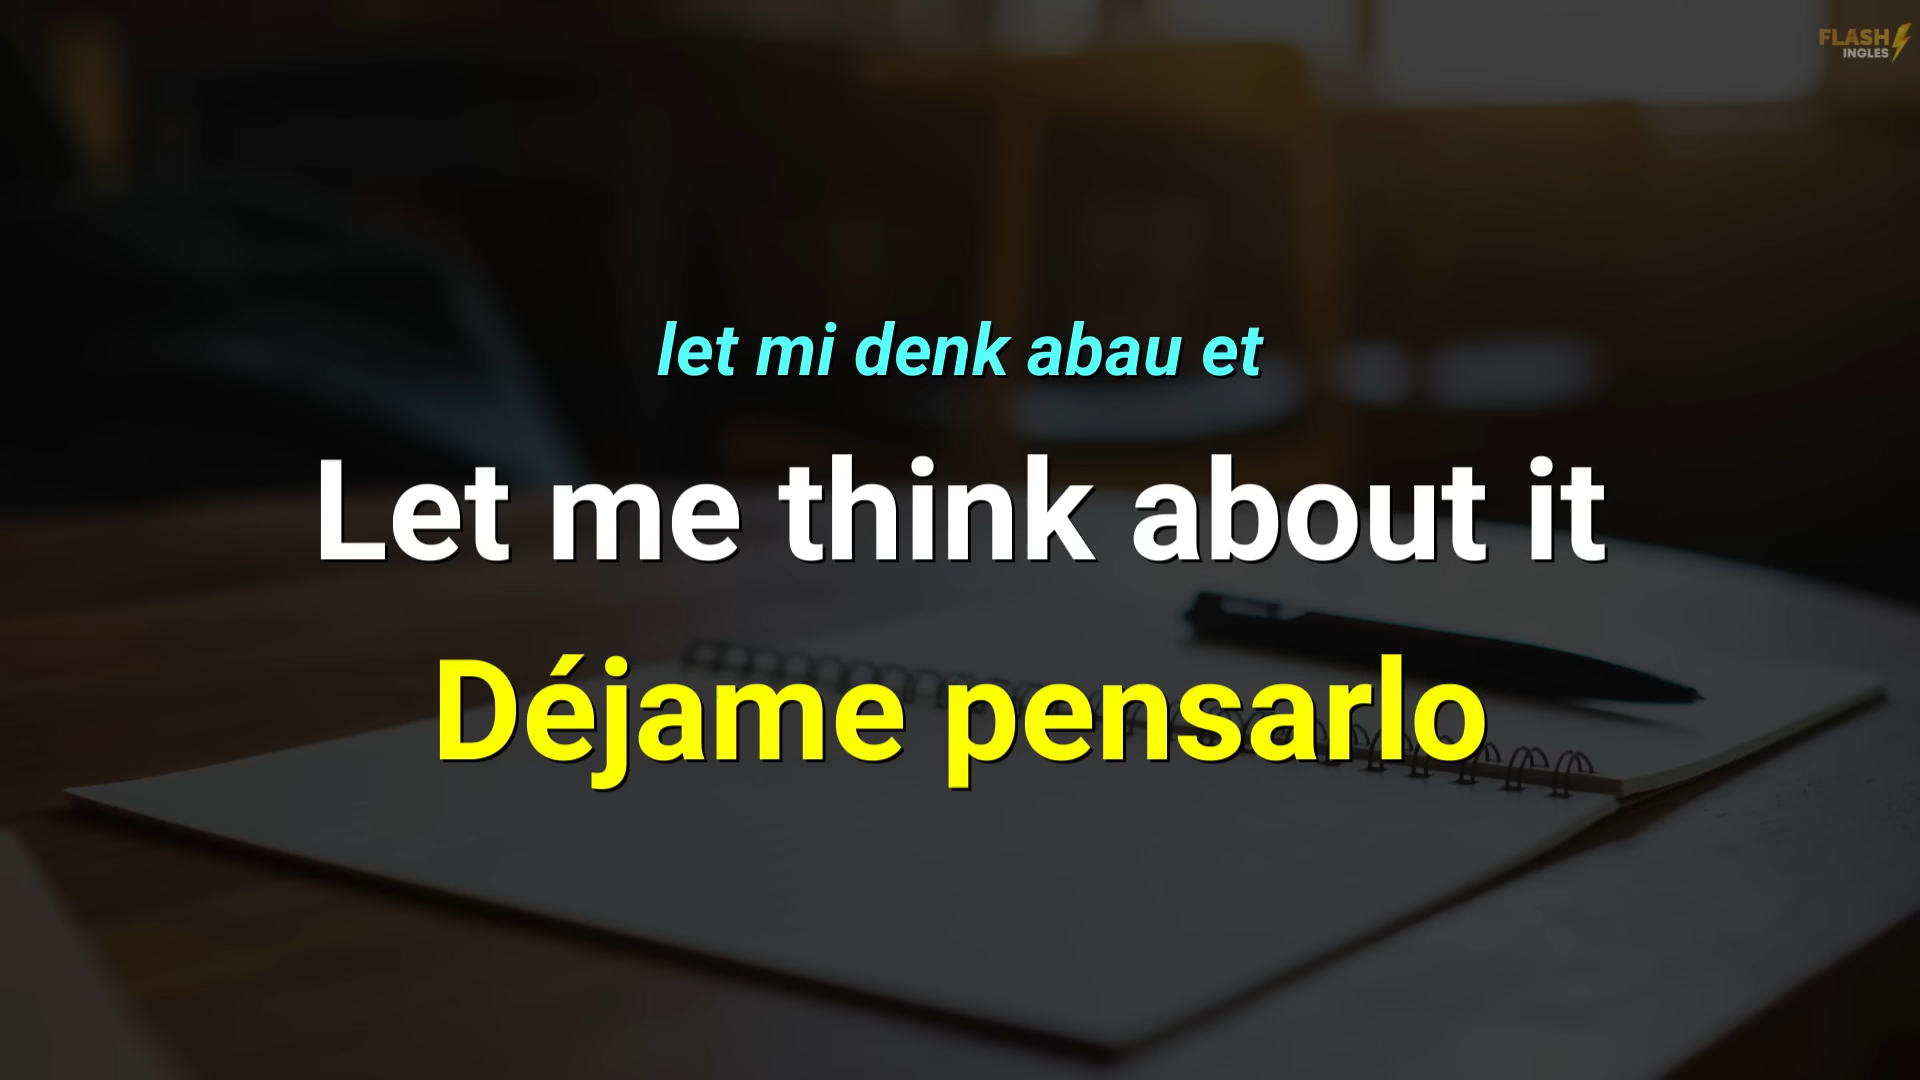 FLASH
INGLES
let mi denk abau et
Let me think about it
Déjame pensarlo